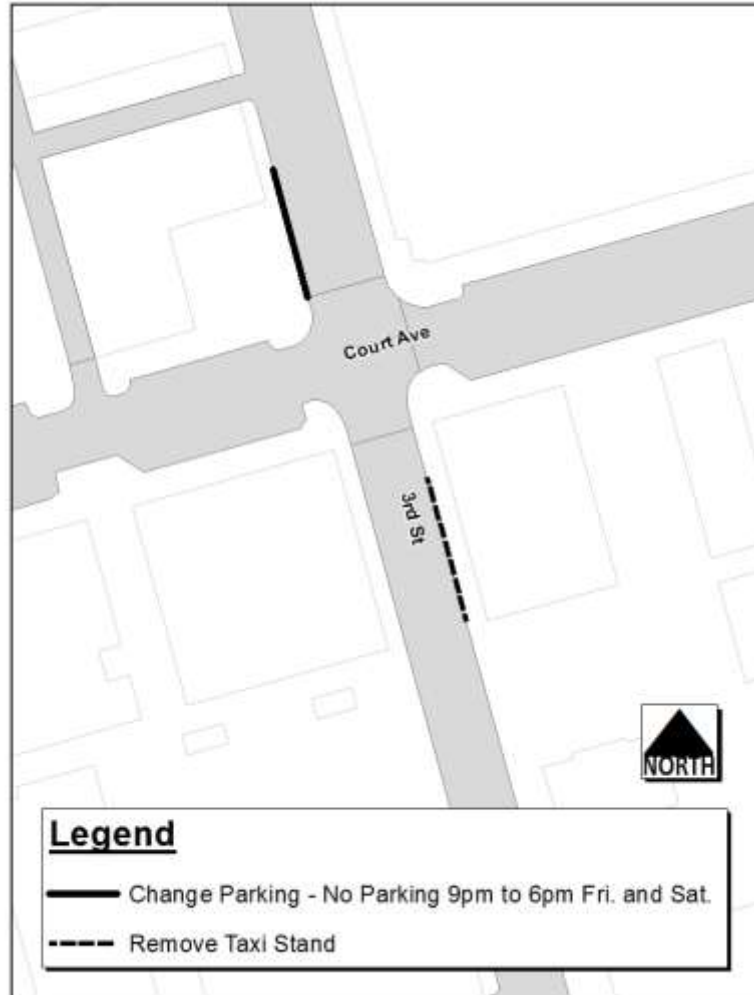 Court Ave
3rd St
NORTH
Legend
Change Parking - No Parking 9pm to 6pm Fri. and Sat.
Remove Taxi Stand